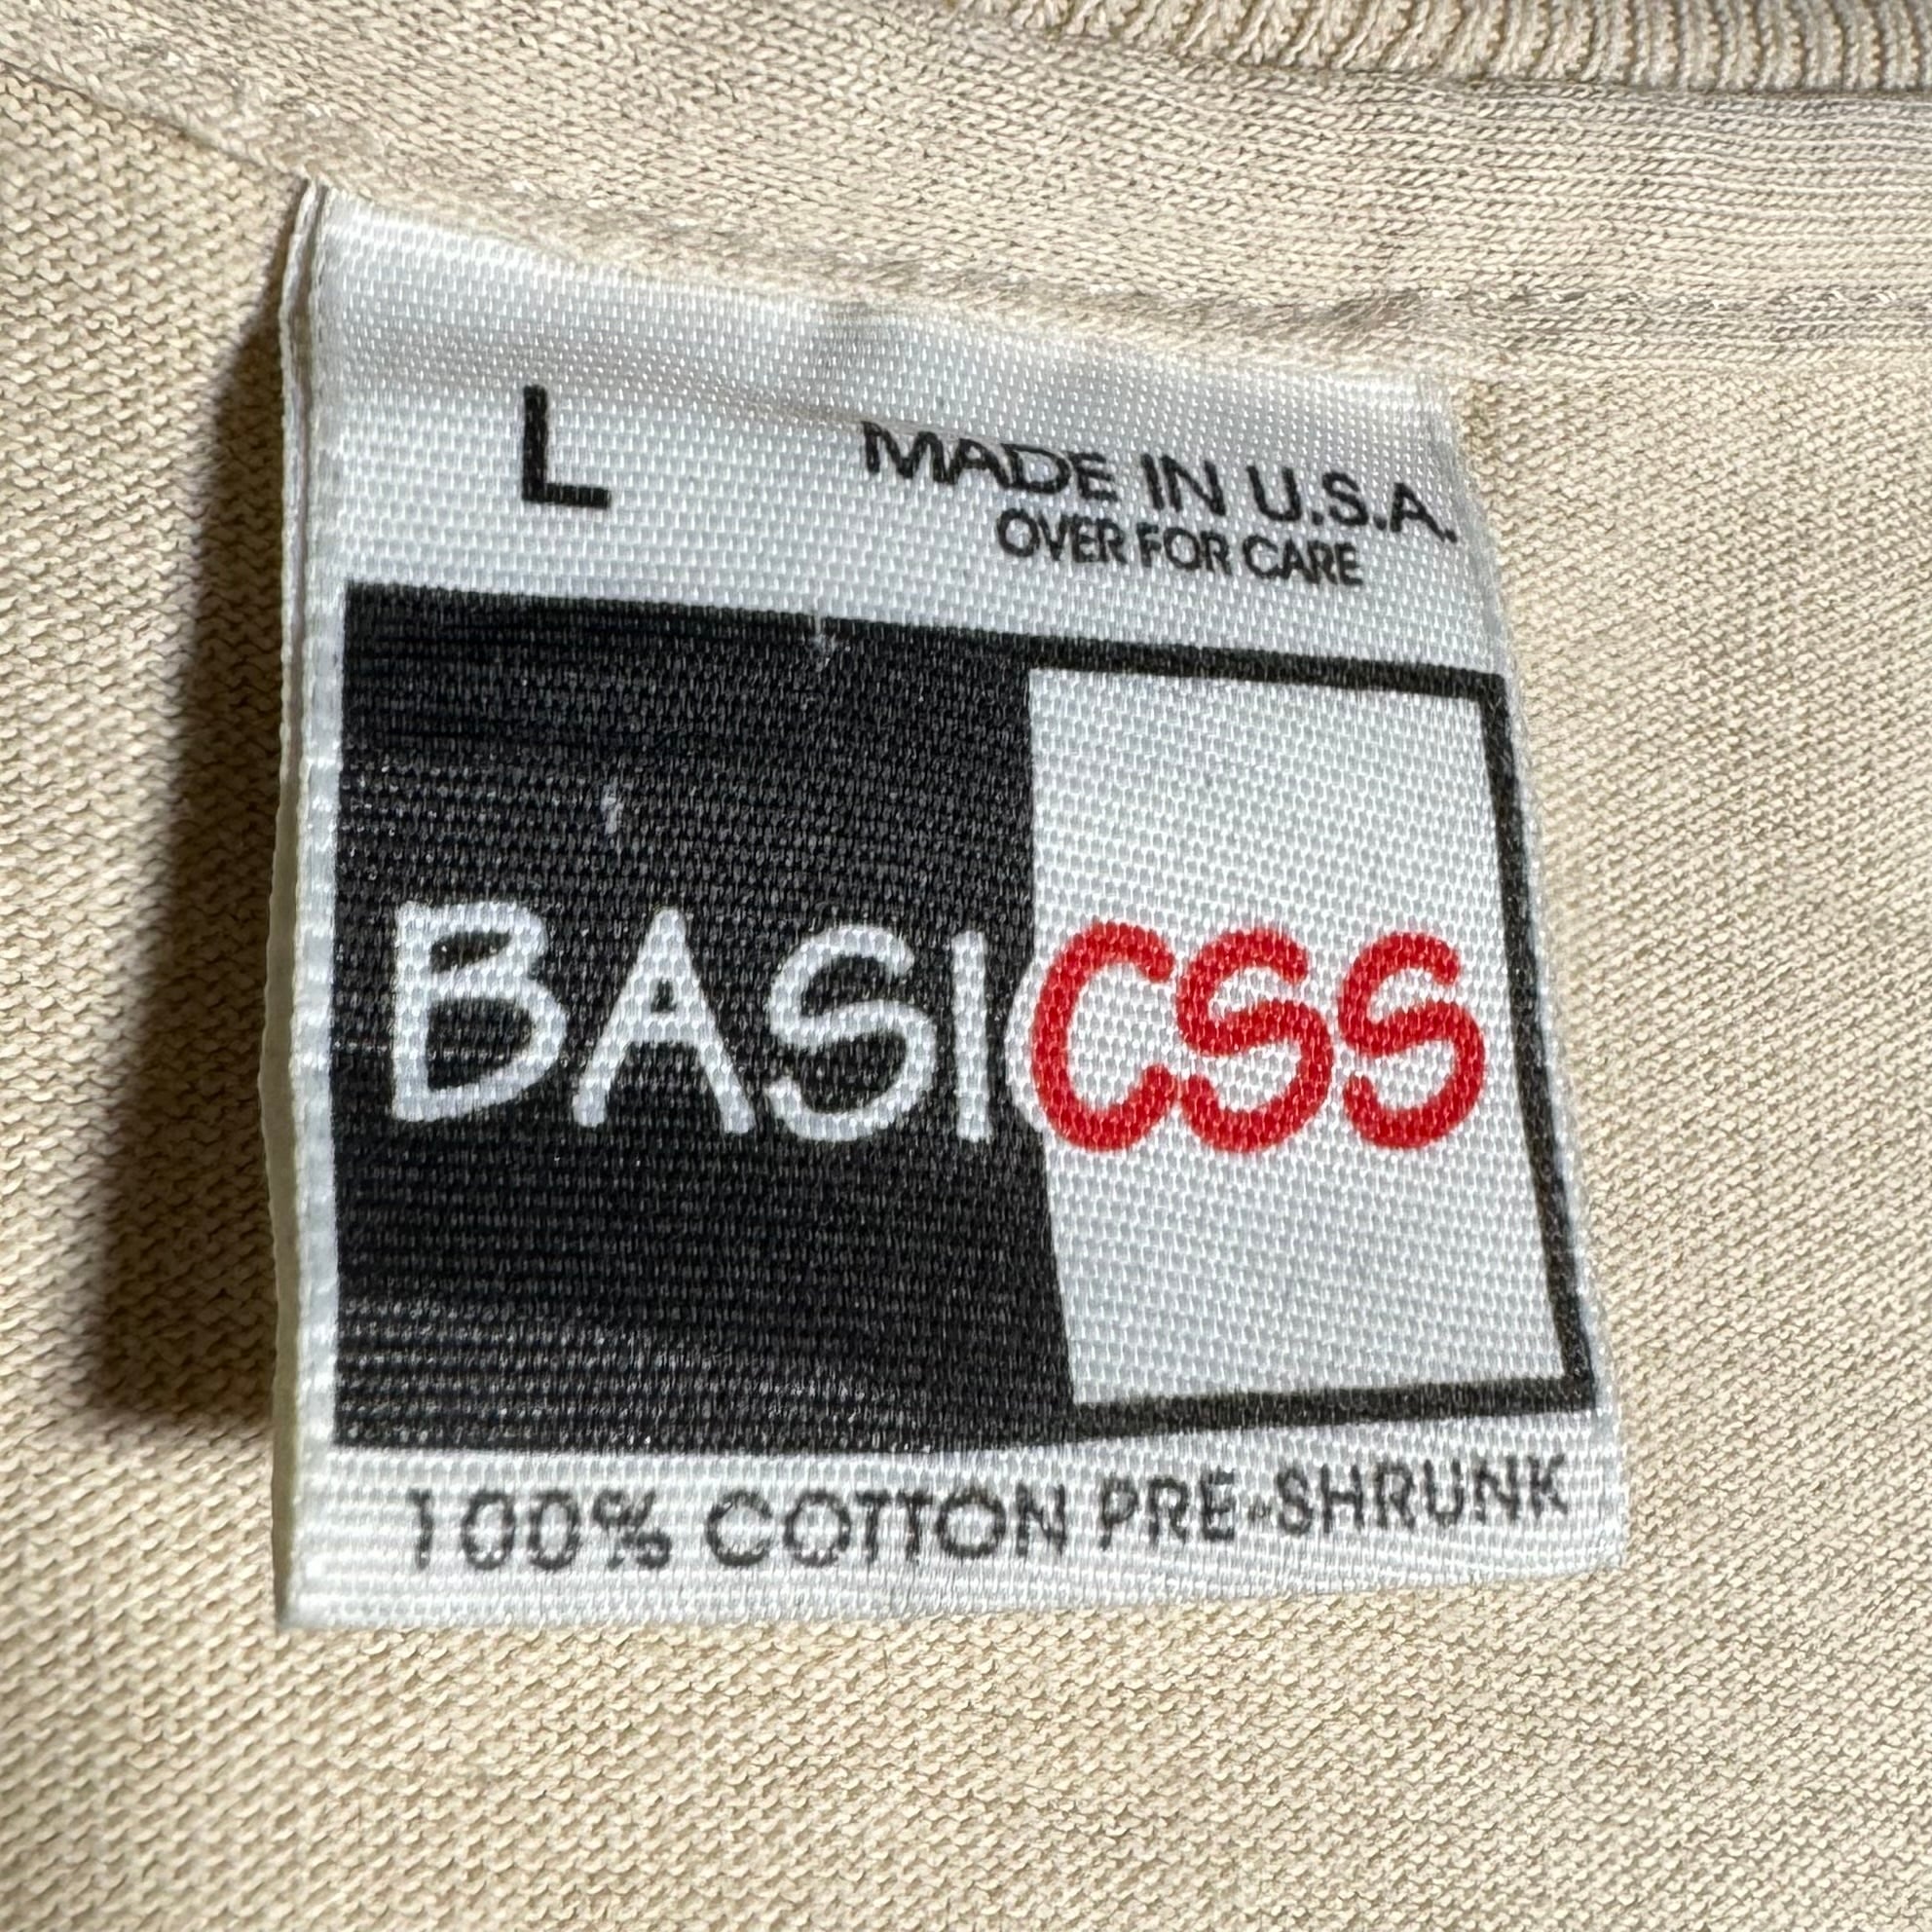 L MADE IN U.S.A.
OVER FOR CARE
BASICSS
100% COTTON PRE-SHRUNK